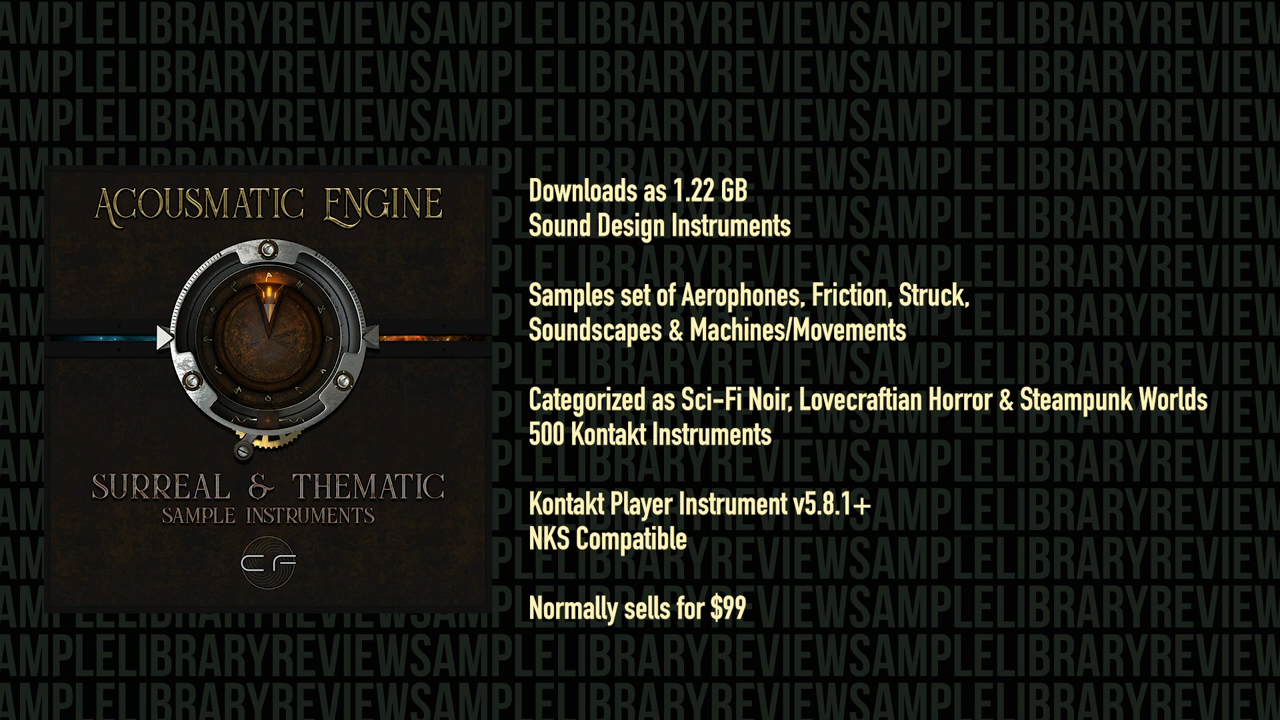 AMPLELIBRARYREVIEWSAMPLELIBRARYREVIEWSAMPLELIBRARYREVIEW
ACOUSMATIC ENGINE
SURREAL & THEMATIC
SAMPLE INSTRUMENTS
CF
Downloads as 1.22 GB
Sound Design Instruments
Samples set of Aerophones, Friction, Struck,
Soundscapes & Machines/Movements
Categorized as Sci-Fi Noir, Lovecraftian Horror & Steampunk Worlds
500 Kontakt Instruments
Kontakt Player Instrument v5.8.1+
NKS Compatible
Normally sells for $99